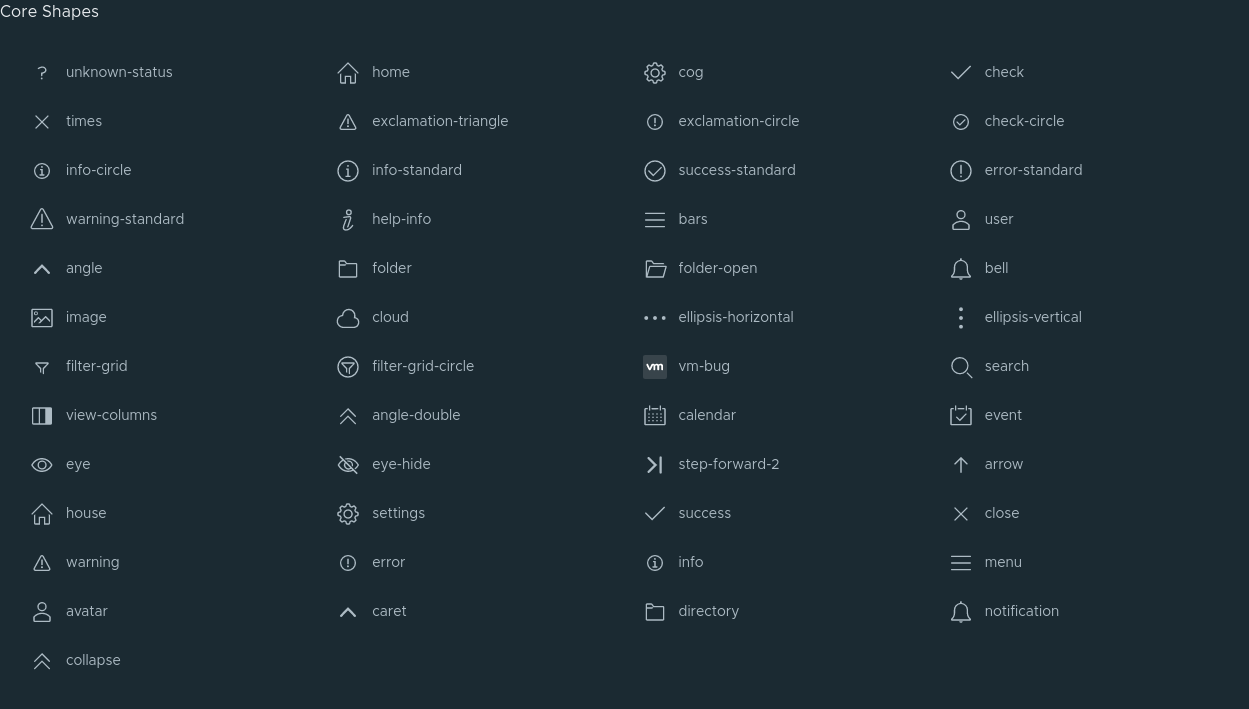 Core Shapes
unknown-status home cog check
times exclamation-triangle exclamation-circle check-circle
info-circle info-standard success-standard error-standard
warning-standard help-info bars user
angle folder folder-open bell
image cloud ellipsis-horizontal ellipsis-vertical
filter-grid filter-grid-circle vm vm-bug search
view-columns angle-double calendar event
eye eye-hide step-forward-2 arrow
house settings success close
warning error info menu
avatar caret directory notification
collapse